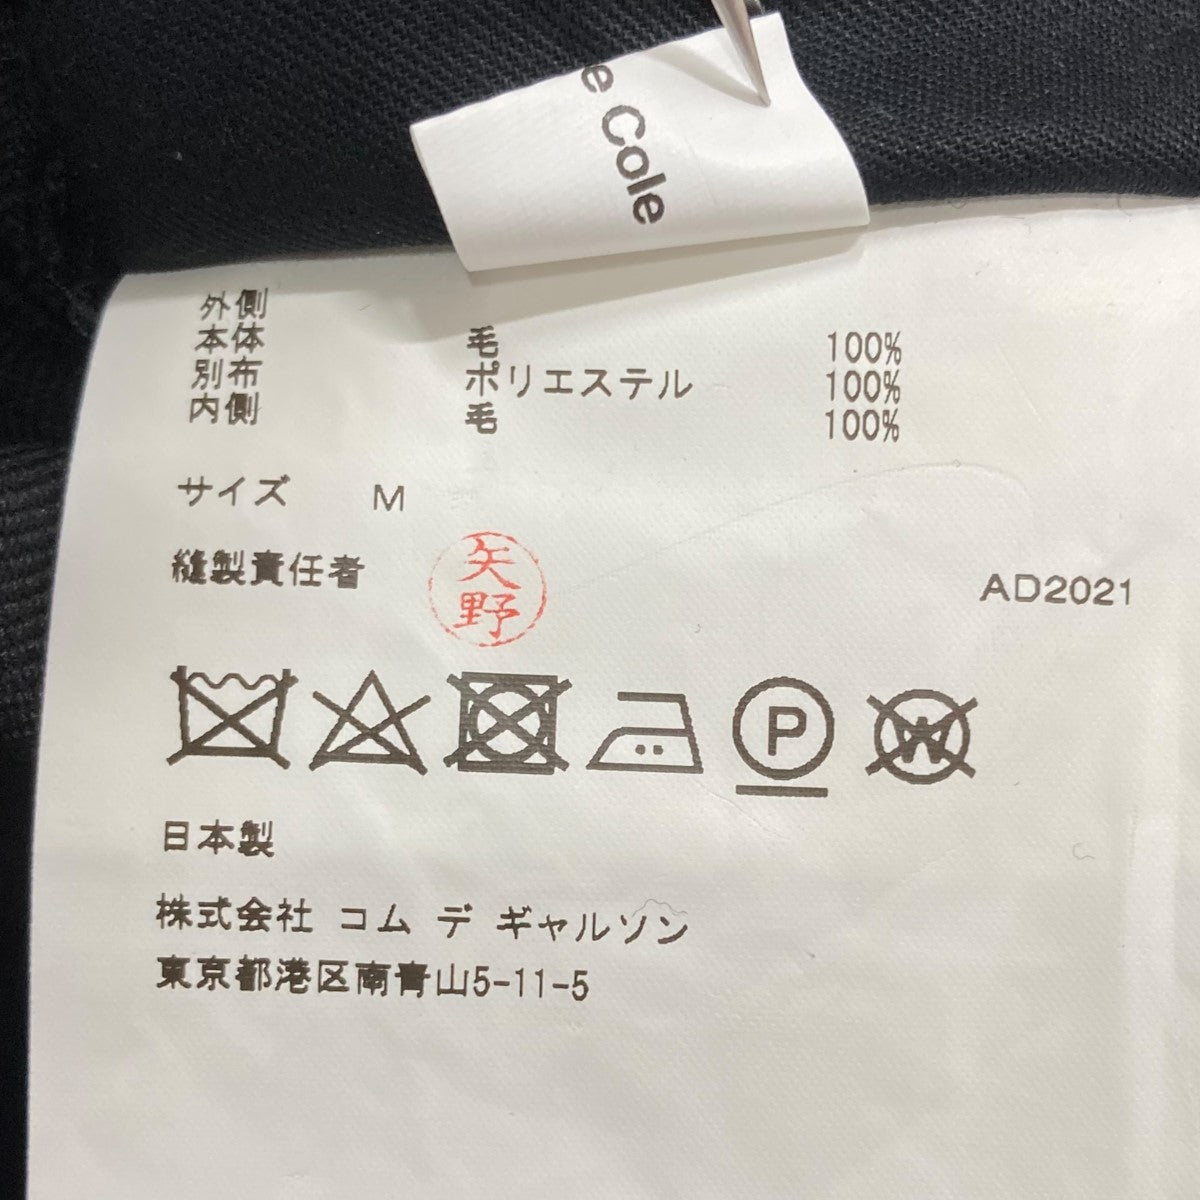 e Cole
外側
本体 毛 100%
別布 ポリエステル 100%
内側 毛 100%
サイズ M
縫製責任者 矢野 AD2021
P W
日本製
株式会社 コム デ ギャルソン
東京都港区南青山5-11-5